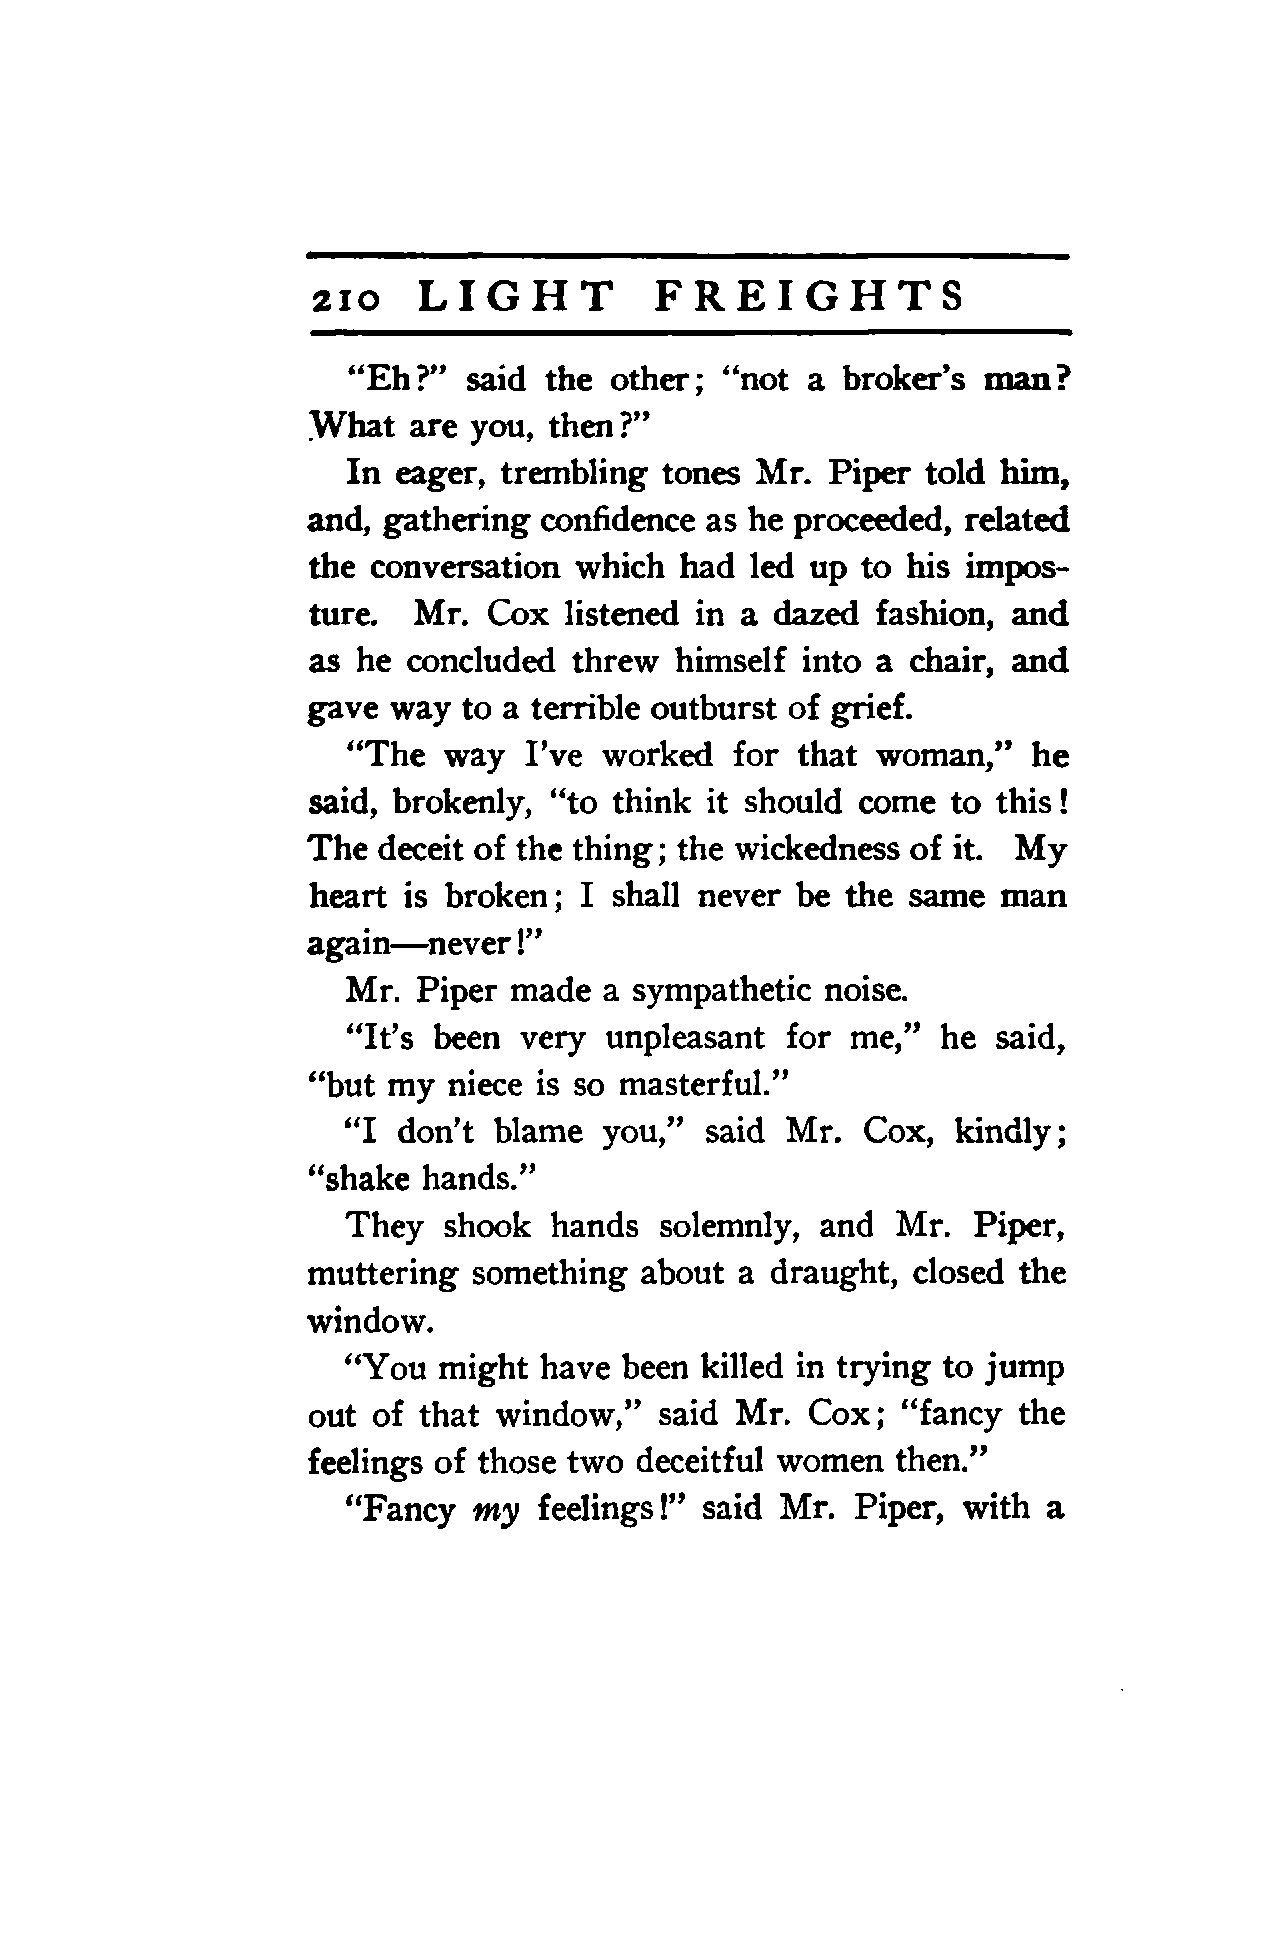 210 LIGHT FREIGHTS
"Eh?" said the other; "not a broker's man?
What are you, then?"
In eager, trembling tones Mr. Piper told him,
and, gathering confidence as he proceeded, related
the conversation which had led up to his impos-
ture. Mr. Cox listened in a dazed fashion, and
as he concluded threw himself into a chair, and
gave way to a terrible outburst of grief.
"The way I've worked for that woman," he
said, brokenly, "to think it should come to this!
The deceit of the thing; the wickedness of it. My
heart is broken; I shall never be the same man
again—never!"
Mr. Piper made a sympathetic noise.
"It's been very unpleasant for me," he said,
"but my niece is so masterful."
"I don't blame you," said Mr. Cox, kindly;
"shake hands."
They shook hands solemnly, and Mr. Piper,
muttering something about a draught, closed the
window.
"You might have been killed in trying to jump
out of that window," said Mr. Cox; "fancy the
feelings of those two deceitful women then."
"Fancy my feelings!" said Mr. Piper, with a